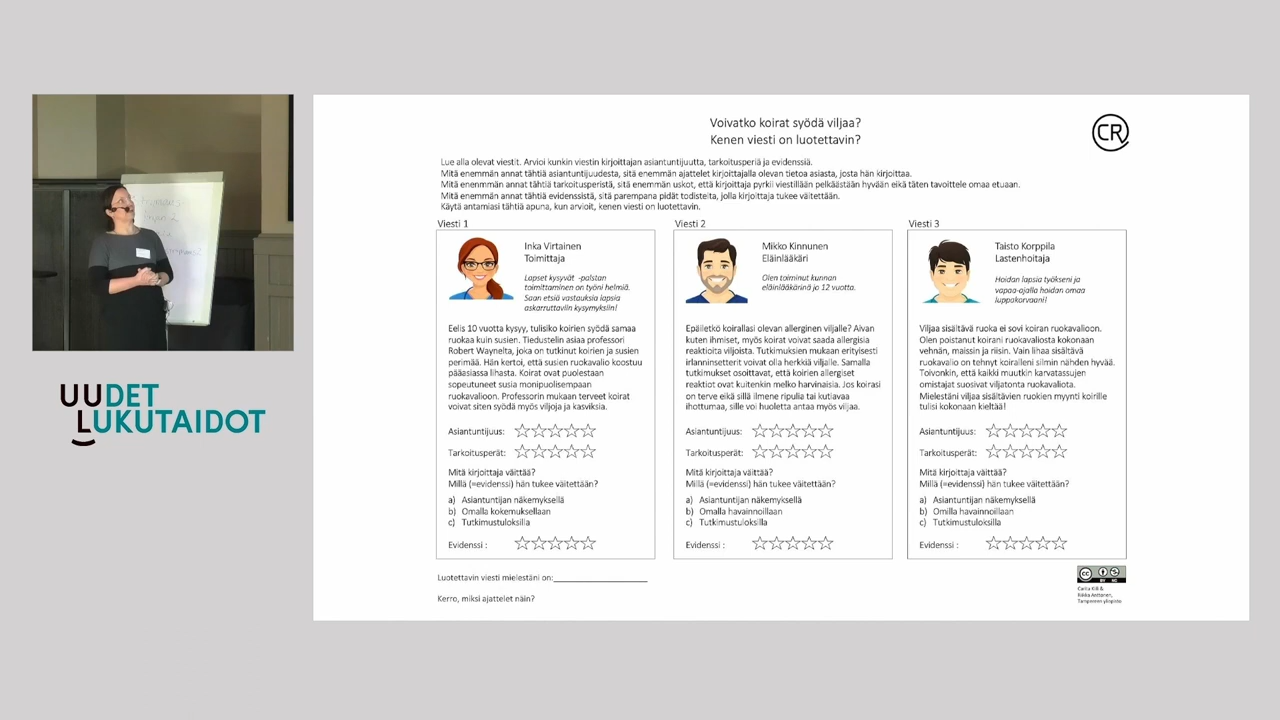 Voivatko koirat syödä viljaa?
Kenen viesti on luotettavin?
CR
Lue alla olevat viestit. Arvioi kunkin viestin kirjoittajan asiantuntijuutta, tarkoitusperiä ja evidenssiä.
Mitä enemmän annat tähtiä asiantuntijuudesta, sitä enemmän ajattelet kirjoittajalla olevan tietoa asiasta, josta hän kirjoittaa.
Mitä enenmmän annat tähtiä tarkoitusperistä, sitä enemmän uskot, että kirjoittaja pyrkii viestillään pelkästään hyvään eikä täten tavoittele omaa etuaan.
Mitä enemmän annat tähtiä evidenssistä, sitä parempana pidät todisteita, jolla kirjoittaja tukee väitettään.
Käytä antamiasi tähtiä apuna, kun arvioit, kenen viesti on luotettavin.
Viesti 1
Inka Virtainen
Toimittaja
Lapset kysyvät -palstan
toimittaminen on työni helmiä.
Saan etsiä vastauksia lapsia
askarruttaviin kysymyksiin!
Eelis 10 vuotta kysyy, tulisiko koirien syödä samaa
ruokaa kuin susien. Tiedustelin asiaa professori
Robert Waynelta, joka on tutkinut koirien ja susien
perimää. Hän kertoi, että susien ruokavalio koostuu
pääasiassa lihasta. Koirat ovat puolestaan
sopeutuneet susia monipuolisempaan
ruokavalioon. Professorin mukaan terveet koirat
voivat siten syödä myös viljoja ja kasviksia.
Asiantuntijuus:
Tarkoitusperät:
Mitä kirjoittaja väittää?
Millä (=evidenssi) hän tukee väitettään?
a) Asiantuntijan näkemyksellä
b) Omalla kokemuksellaan
c) Tutkimustuloksilla
Evidenssi :
Viesti 2
Mikko Kinnunen
Eläinlääkäri
Olen toiminut kunnan
eläinlääkärinä jo 12 vuotta.
Epäiletkö koirallasi olevan allerginen viljalle? Aivan
kuten ihmiset, myös koirat voivat saada allergisia
reaktioita viljoista. Tutkimuksien mukaan erityisesti
irlanninsetterit voivat olla herkkiä viljalle. Samalla
tutkimukset osoittavat, että koirien allergiset
reaktiot ovat kuitenkin melko harvinaisia. Jos koirasi
on terve eikä sillä ilmene ripulia tai kutiavaa
ihottumaa, sille voi huoletta antaa myös viljaa.
Asiantuntijuus:
Tarkoitusperät:
Mitä kirjoittaja väittää?
Millä (=evidenssi) hän tukee väitettään?
a) Asiantuntijan näkemyksellä
b) Omalla havainnoillaan
c) Tutkimustuloksilla
Evidenssi :
Viesti 3
Taisto Korppila
Lastenhoitaja
Hoidan lapsia työkseni ja
vapaa-ajalla hoidan omaa
luppakorvaani!
Viljaa sisältävä ruoka ei sovi koiran ruokavalioon.
Olen poistanut koirani ruokavaliosta kokonaan
vehnän, maissin ja riisin. Vain lihaa sisältävä
ruokavalio on tehnyt koiralleni silmin nähden hyvää.
Toivonkin, että kaikki muutkin karvatassujen
omistajat suosivat viljatonta ruokavaliota.
Mielestäni viljaa sisältävien ruokien myynti koirille
tulisi kokonaan kieltää!
Asiantuntijuus:
Tarkoitusperät:
Mitä kirjoittaja väittää?
Millä (=evidenssi) hän tukee väitettään?
a) Asiantuntijan näkemyksellä
b) Omilla havainnoillaan
c) Tutkimustuloksilla
Evidenssi :
Luotettavin viesti mielestäni on:
Kerro, miksi ajattelet näin?
CC
BY NC
Carita Kiili &
Riikka Anttonen,
Tampereen yliopisto
UUDET
LUKUTAIDOT